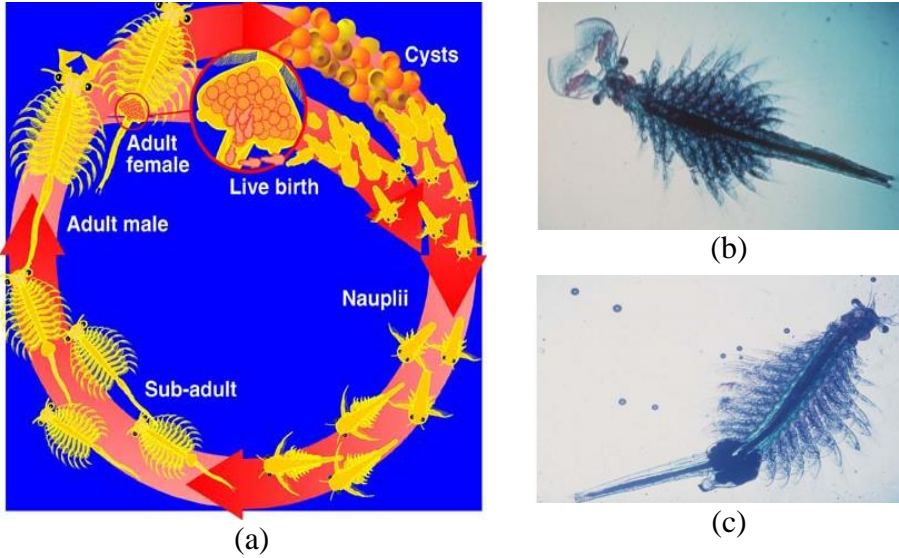 Cysts
Adult
female
Live birth
Adult male
Nauplii
Sub-adult
(a)
(b)
(c)